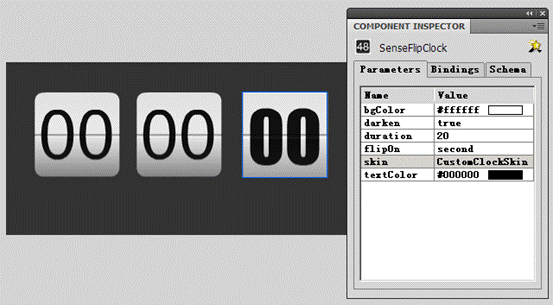 00 00 00
COMPONENT INSPECTOR
48 SenseFlipClock
Parameters Bindings Schema
Name Value
bgColor #ffffff
darken true
duration 20
flipOn second
skin CustomClockSkin
textColor #000000